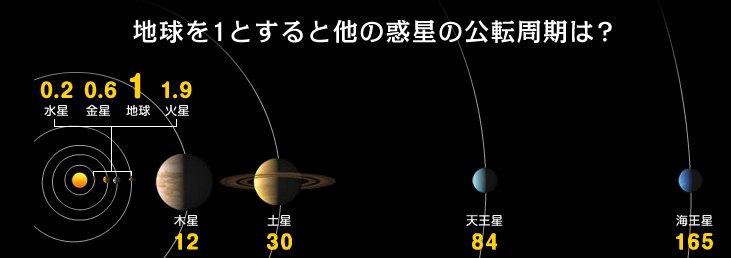 地球を1とすると他の惑星の公転周期は？
0.2 0.6 1 1.9
水星 金星 地球 火星
木星 土星 天王星 海王星
12 30 84 165